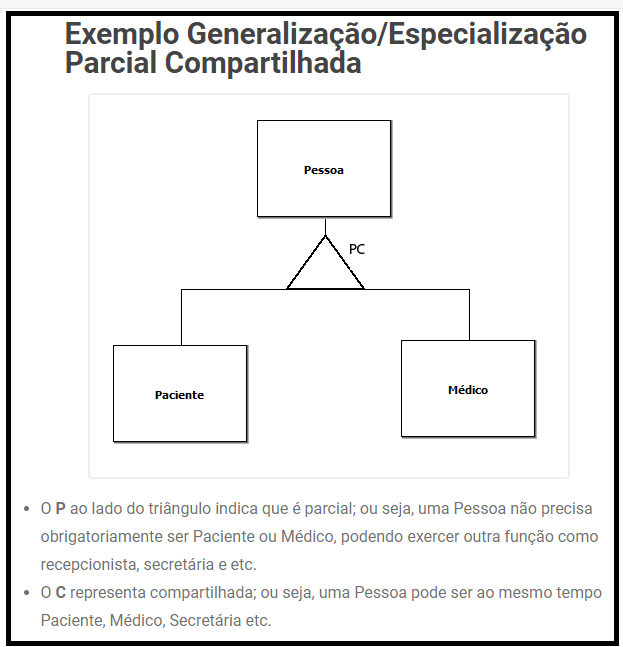 Exemplo Generalização/Especialização
Parcial Compartilhada
Pessoa
PC
Paciente
Médico
• O P ao lado do triângulo indica que é parcial; ou seja, uma Pessoa não precisa
obrigatoriamente ser Paciente ou Médico, podendo exercer outra função como
recepcionista, secretária e etc.
• O C representa compartilhada; ou seja, uma Pessoa pode ser ao mesmo tempo
Paciente, Médico, Secretária etc.